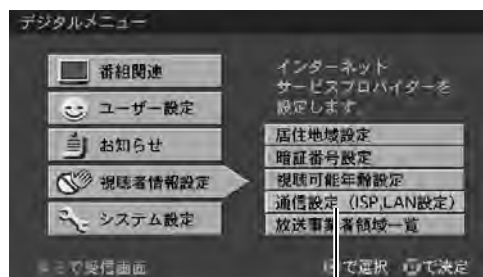 デジタルメニュー
番組関連
ユーザー設定
お知らせ
視聴者情報設定
システム設定
インターネット
サービスプロバイダーを
設定します
居住地域設定
暗証番号設定
視聴可能年齢設定
通信設定（ISP,LAN設定）
放送事業者領域一覧
で受信画面
で選択
で決定